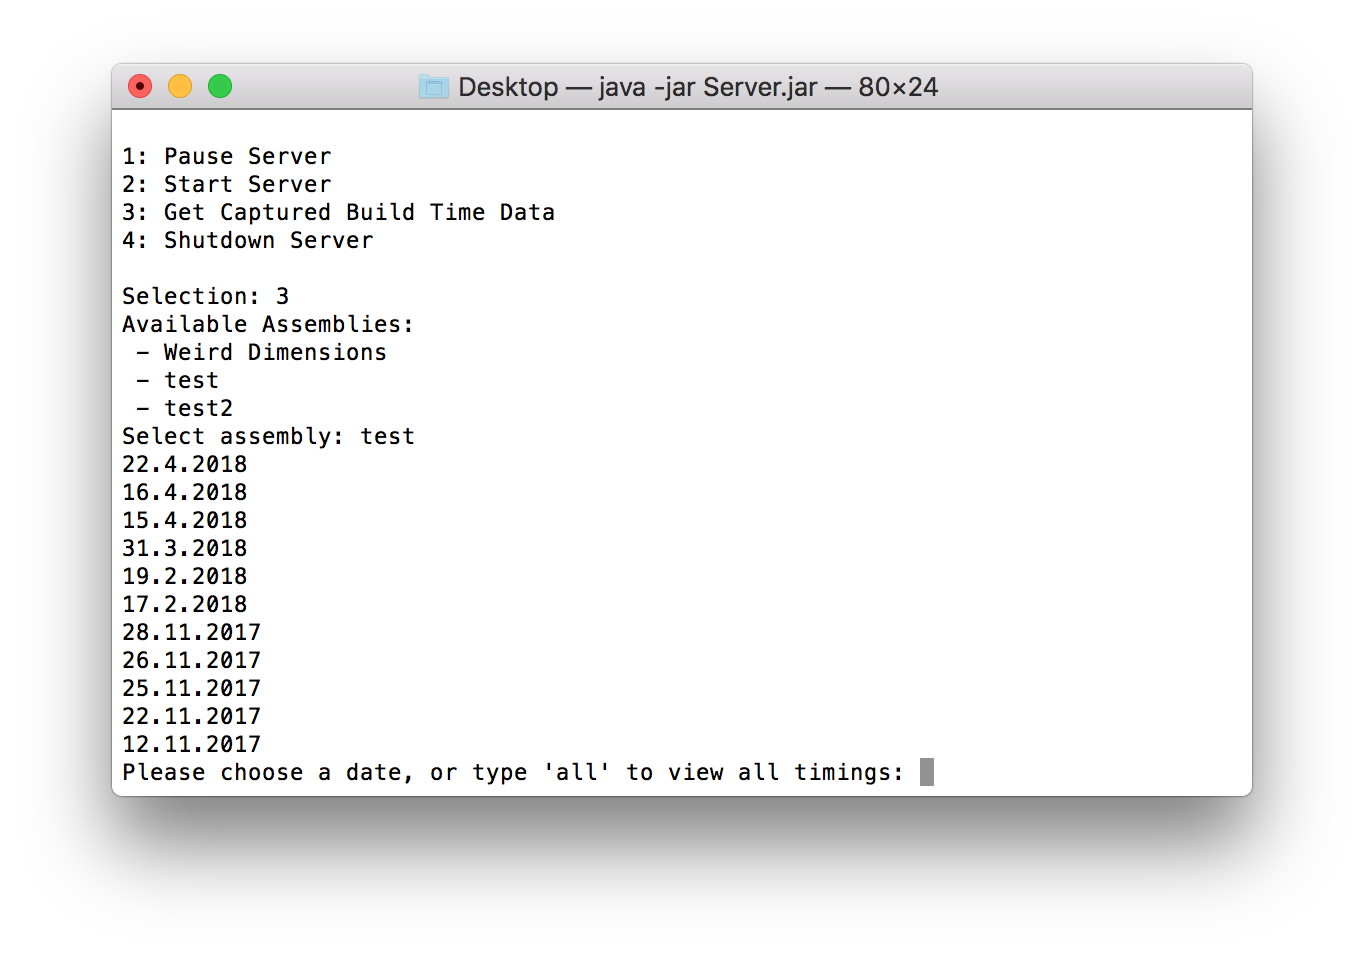 Desktop — java -jar Server.jar — 80×24
1: Pause Server
2: Start Server
3: Get Captured Build Time Data
4: Shutdown Server
Selection: 3
Available Assemblies:
 - Weird Dimensions
 - test
 - test2
Select assembly: test
22.4.2018
16.4.2018
15.4.2018
31.3.2018
19.2.2018
17.2.2018
28.11.2017
26.11.2017
25.11.2017
22.11.2017
12.11.2017
Please choose a date, or type 'all' to view all timings: